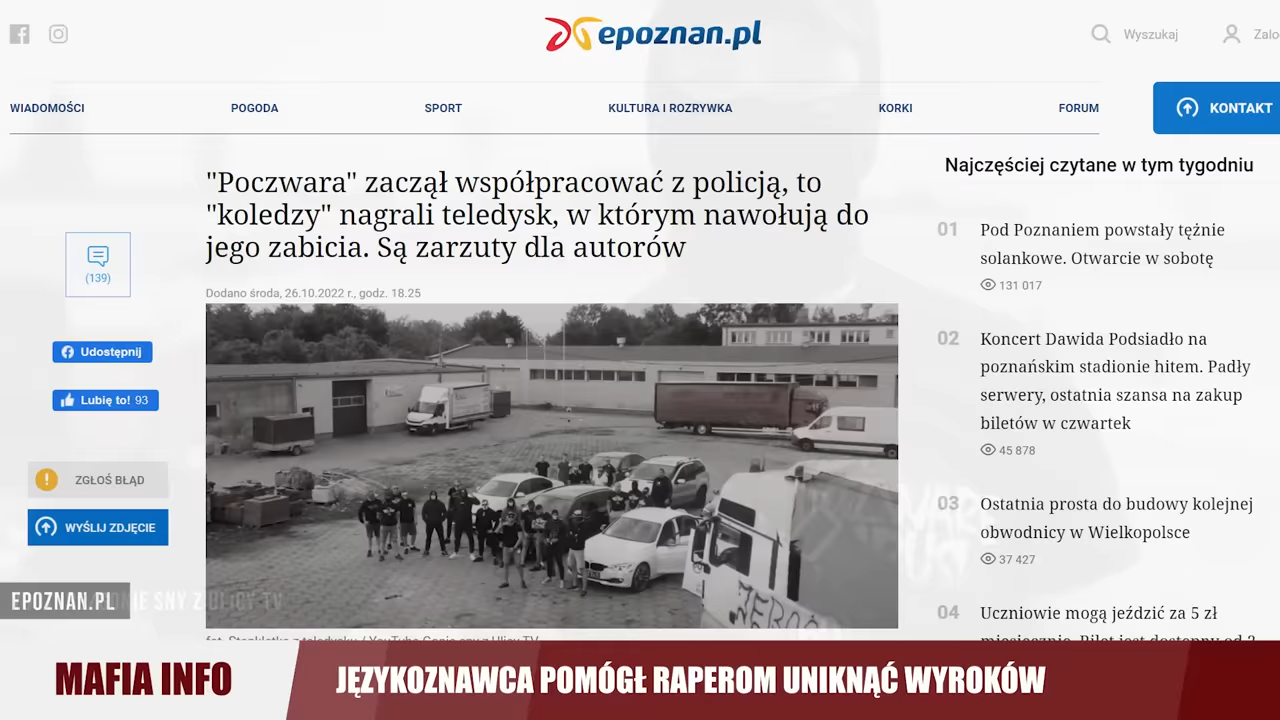 epoznan.pl
Wyszukaj
Zalo
WIADOMOŚCI
POGODA
SPORT
KULTURA I ROZRYWKA
KORKI
FORUM
KONTAKT
"Poczwara" zaczął współpracować z policją, to
"koledzy" nagrali teledysk, w którym nawołują do
jego zabicia. Są zarzuty dla autorów
Dodano środa, 26.10.2022 r., godz. 18.25
(139)
Udostępnij
Lubię to! 93
ZGŁOŚ BŁĄD
WYŚLIJ ZDJĘCIE
Najczęściej czytane w tym tygodniu
01
Pod Poznaniem powstały tężnie
solankowe. Otwarcie w sobotę
131 017
02
Koncert Dawida Podsiadło na
poznańskim stadionie hitem. Padły
serwery, ostatnia szansa na zakup
biletów w czwartek
45 878
03
Ostatnia prosta do budowy kolejnej
obwodnicy w Wielkopolsce
37 427
04
Uczniowie mogą jeździć za 5 zł
EPOZNAN.PL
SNY Z ULICY TV
MAFIA INFO
JĘZYKOZNAWCA POMÓGŁ RAPEROM UNIKNĄĆ WYROKÓW